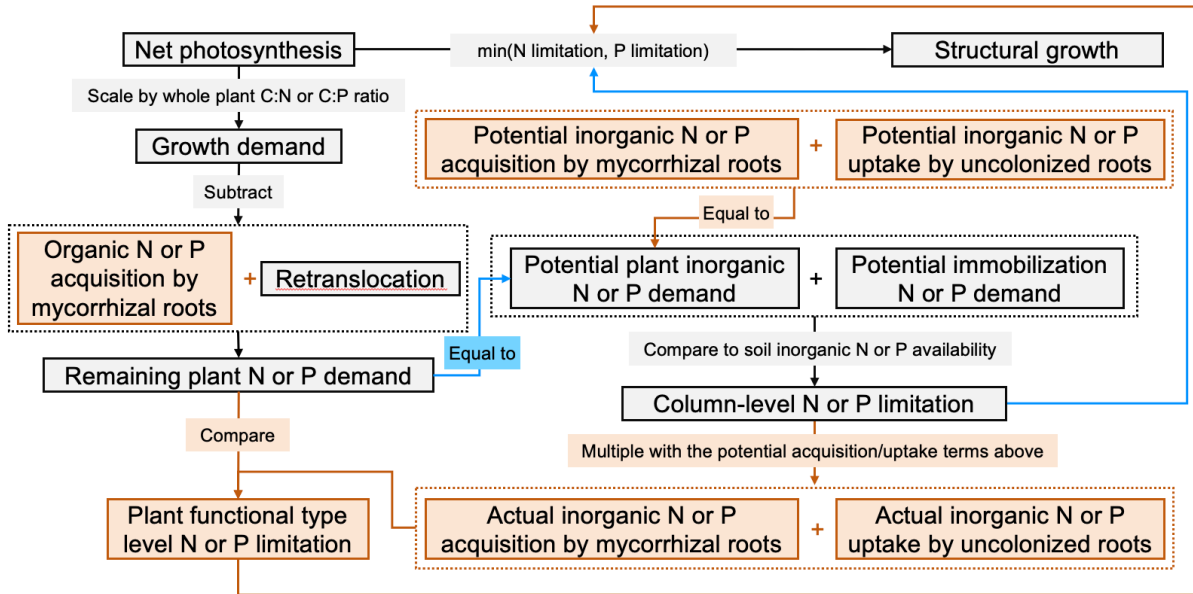 Net photosynthesis
min(N limitation, P limitation)
Structural growth
Scale by whole plant C:N or C:P ratio
Growth demand
Subtract
Potential inorganic N or P
acquisition by mycorrhizal roots
+
Potential inorganic N or P
uptake by uncolonized roots
Equal to
Organic N or P
acquisition by
mycorrhizal roots
+
Retranslocation
Potential plant inorganic
N or P demand
+
Potential immobilization
N or P demand
Equal to
Remaining plant N or P demand
Compare to soil inorganic N or P availability
Column-level N or P limitation
Compare
Multiple with the potential acquisition/uptake terms above
Plant functional type
level N or P limitation
Actual inorganic N or P
acquisition by mycorrhizal roots
+
Actual inorganic N or P
uptake by uncolonized roots